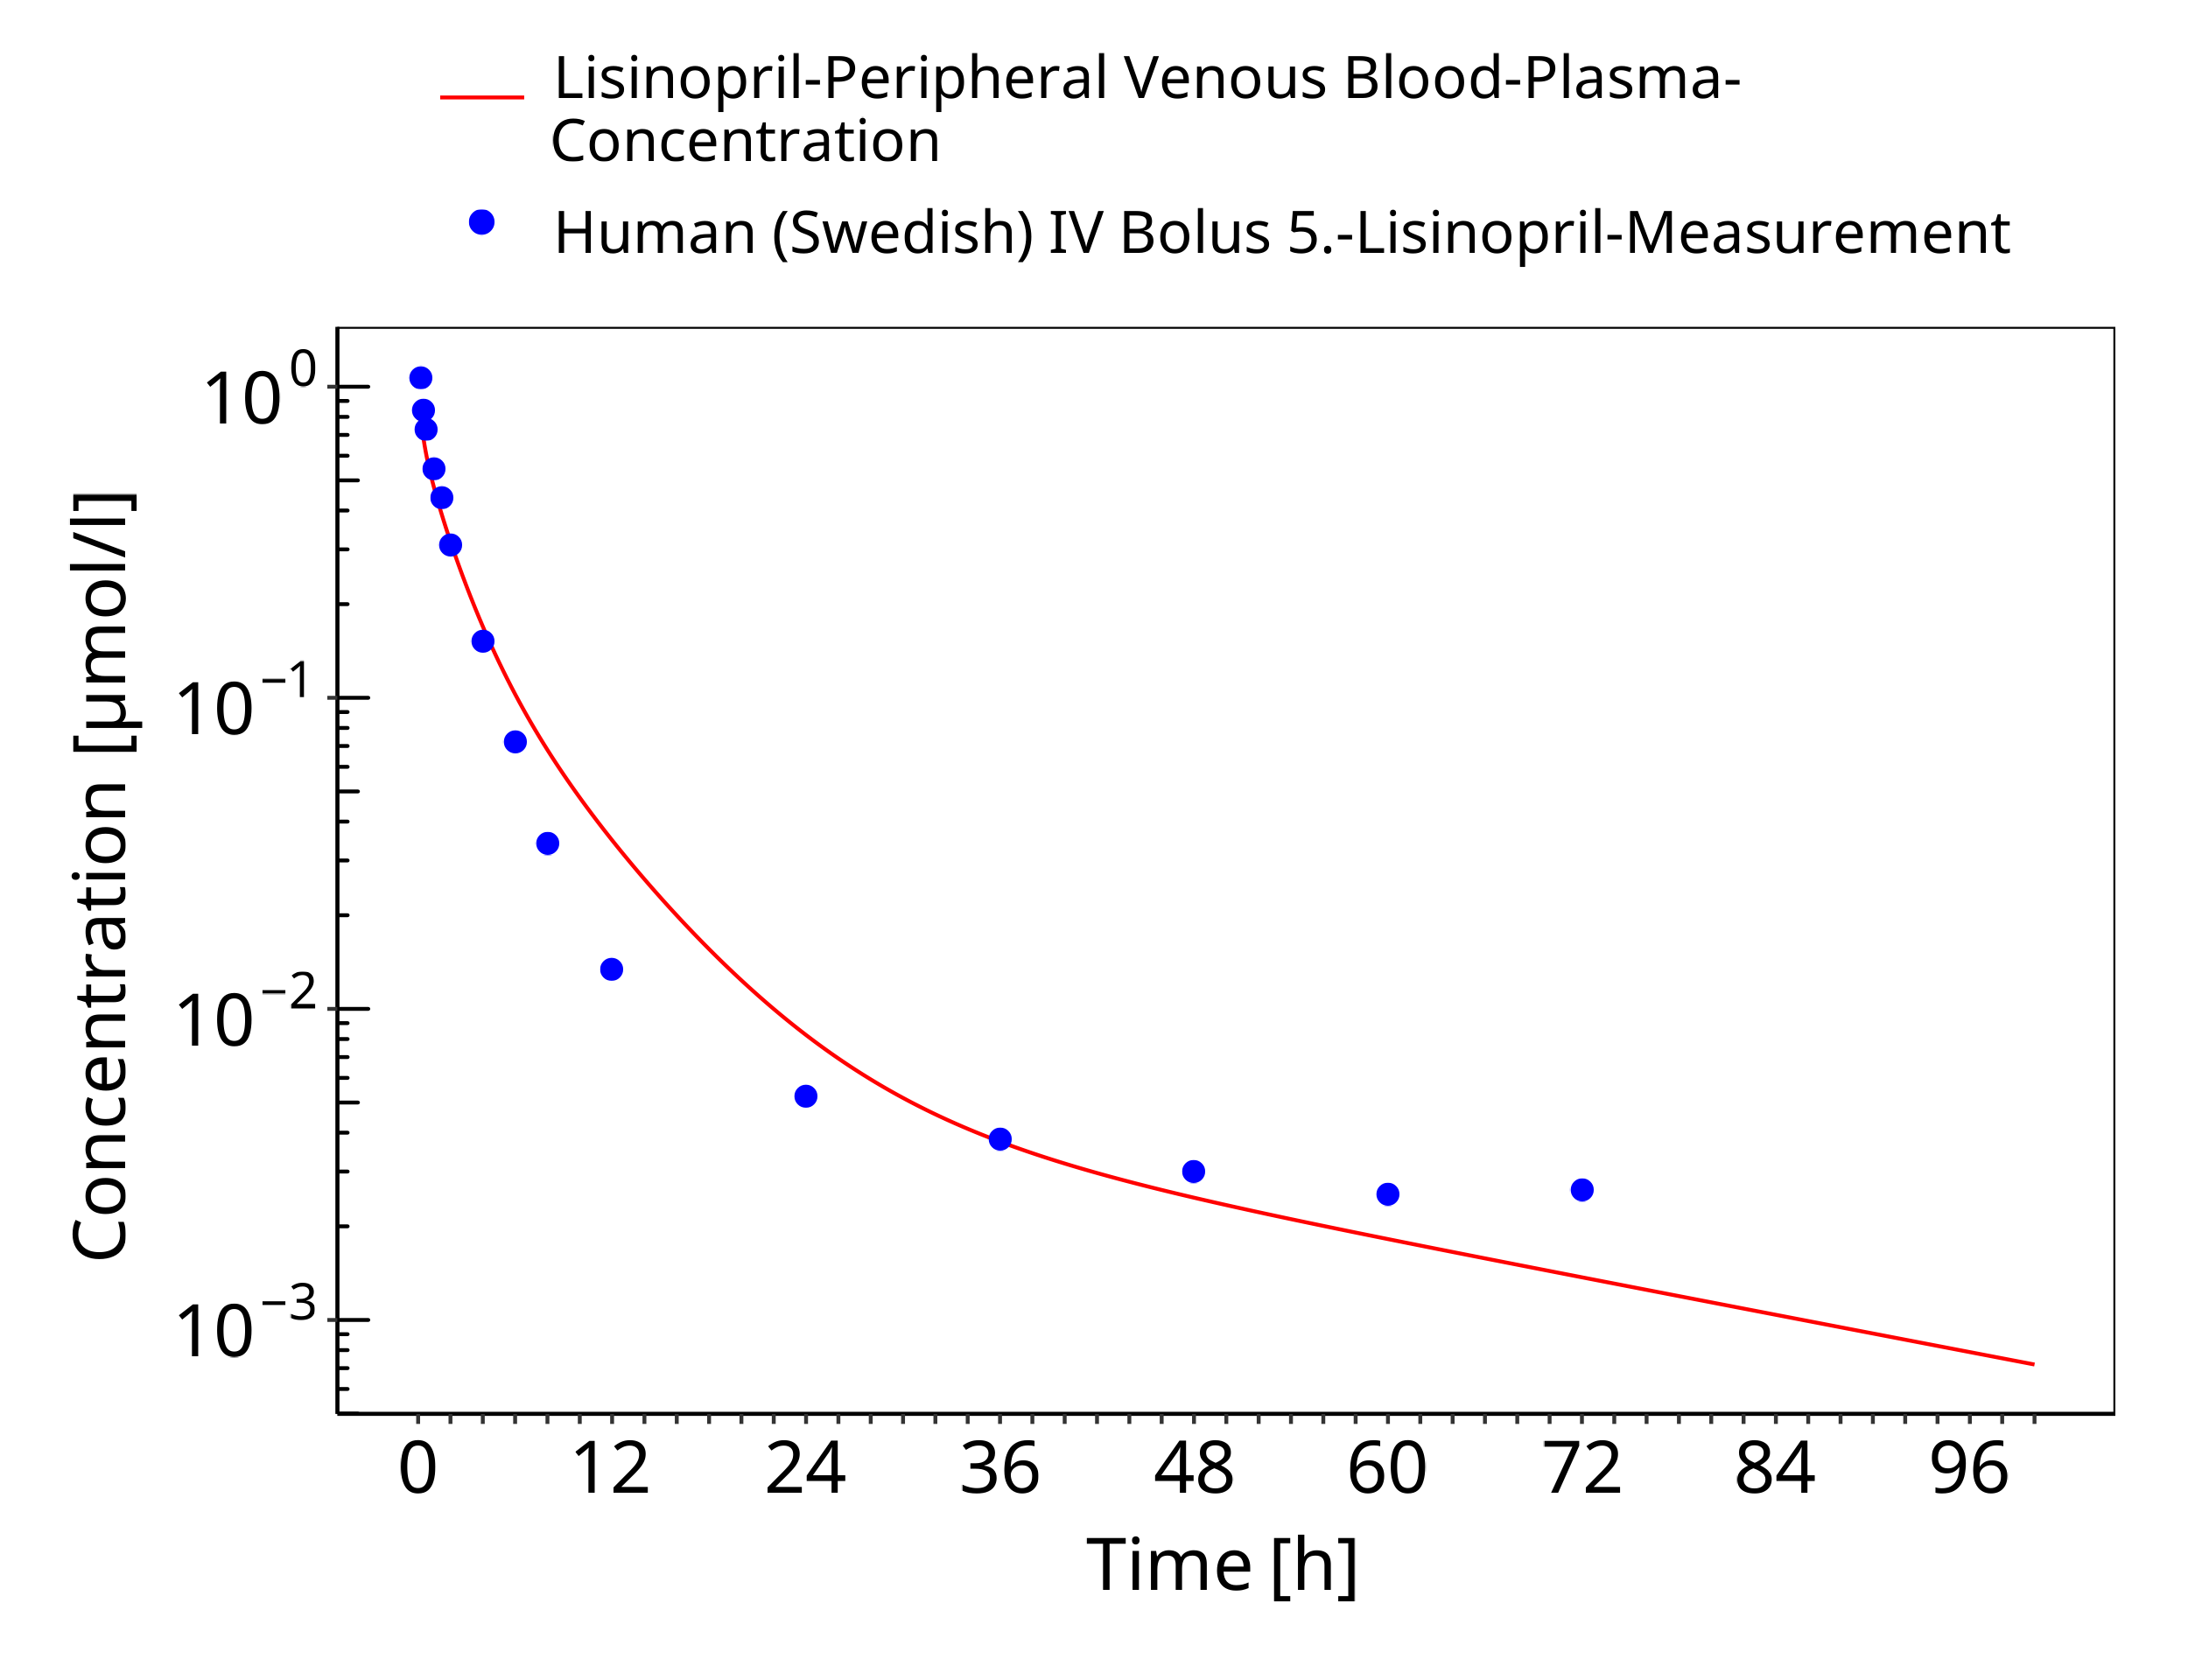 Lisinopril-Peripheral Venous Blood-Plasma-
Concentration
Human (Swedish) IV Bolus 5.-Lisinopril-Measurement
Concentration [µmol/l]
10⁰
10⁻¹
10⁻²
10⁻³
0 12 24 36 48 60 72 84 96
Time [h]